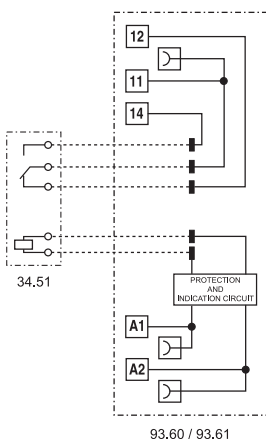 12
11
14
34.51
PROTECTION
AND
INDICATION CIRCUIT
A1
A2
93.60 / 93.61